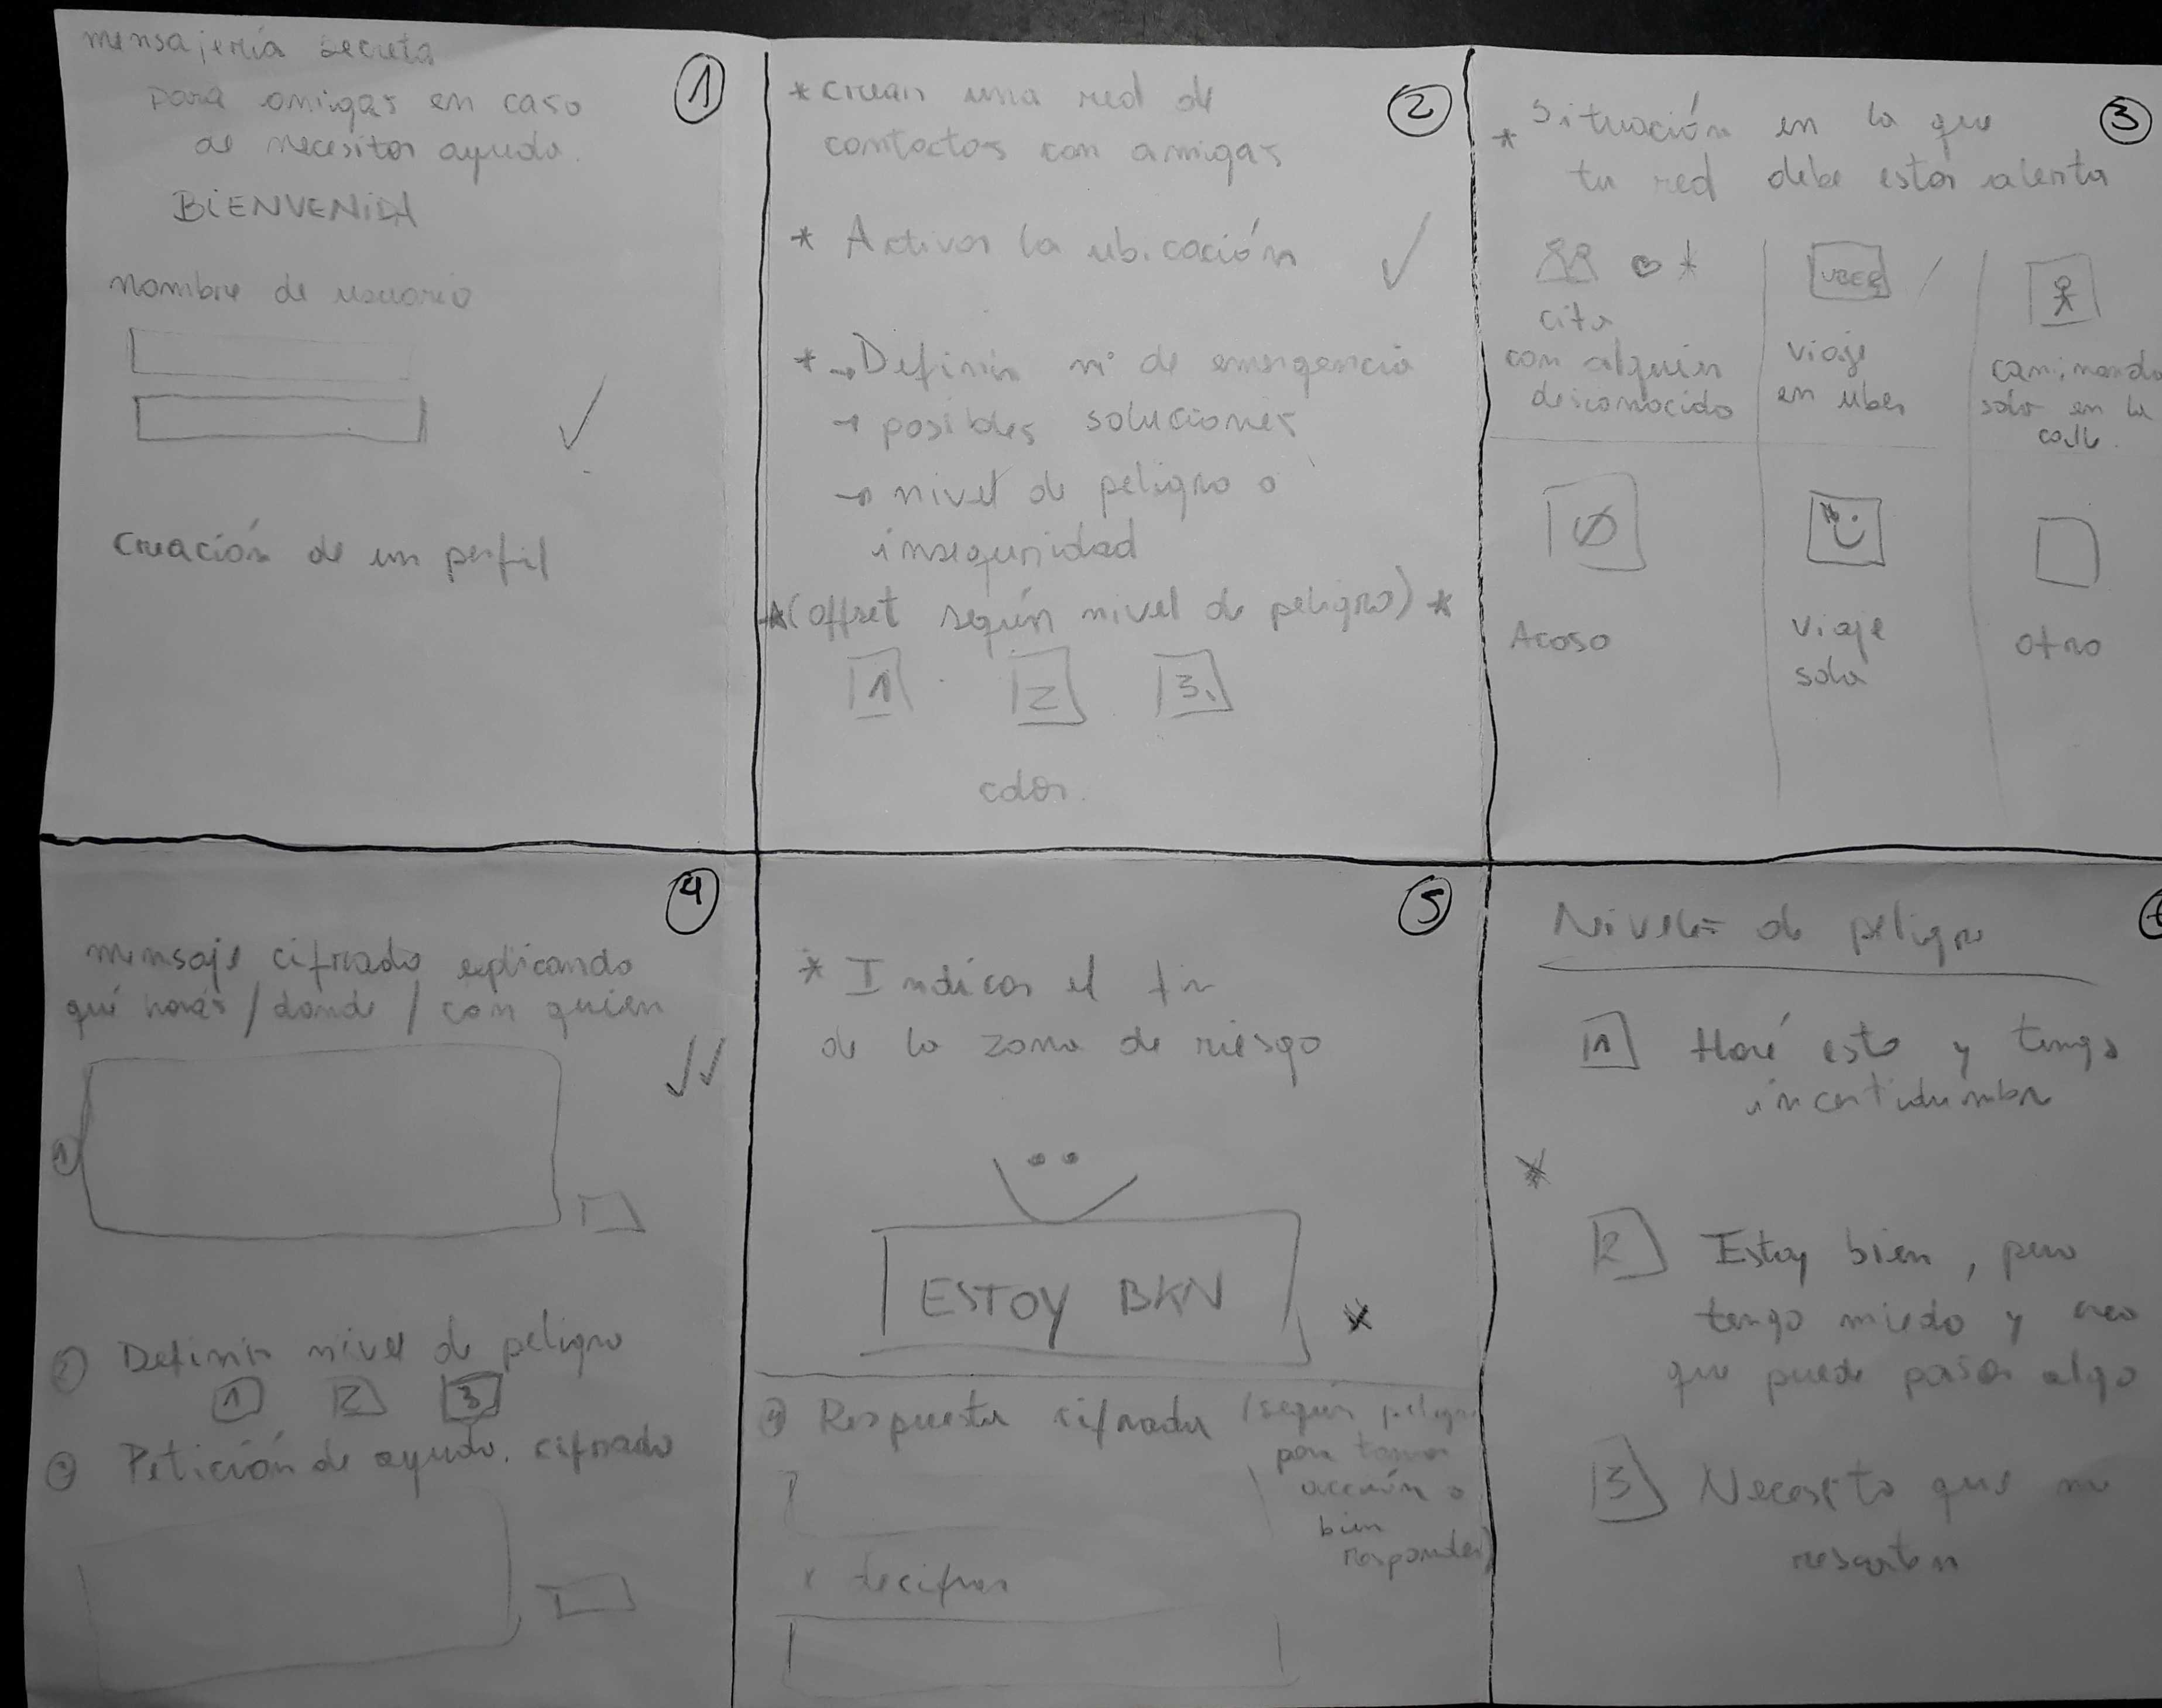 1
mensajería secreta
para amigas en caso
de necesitar ayuda.
BIENVENIDA
nombre de usuario
creación de un perfil
2
* crear una red de
contactos con amigas
* Activar la ubicación
* → Definir nº de emergencia
→ posibles soluciones
→ nivel de peligro o
inseguridad
* (offset según nivel de peligro) *
1 2 3.
color.
3
* Situación en la que
tu red debe estar alerta
cita
con alguien
desconocido
UBER
viaje
en uber
caminando
sola en la
calle.
Acoso
viaje
sola
otro
4
mensaje cifrado explicando
qué harás / donde / con quien
1
2 Definir nivel de peligro
1 2 3
3 Petición de ayuda. cifrado
5
* Indicar el fin
de la zona de riesgo
ESTOY BKN
4 Respuesta cifrada (según peligro
para tomar
acción o
bien
responder)
* decifrar
Niveles de peligro
1 Haré esto y tengo
incertidumbre
2 Estoy bien, pero
tengo miedo y creo
que puede pasar algo
3 Necesito que me
rescaten